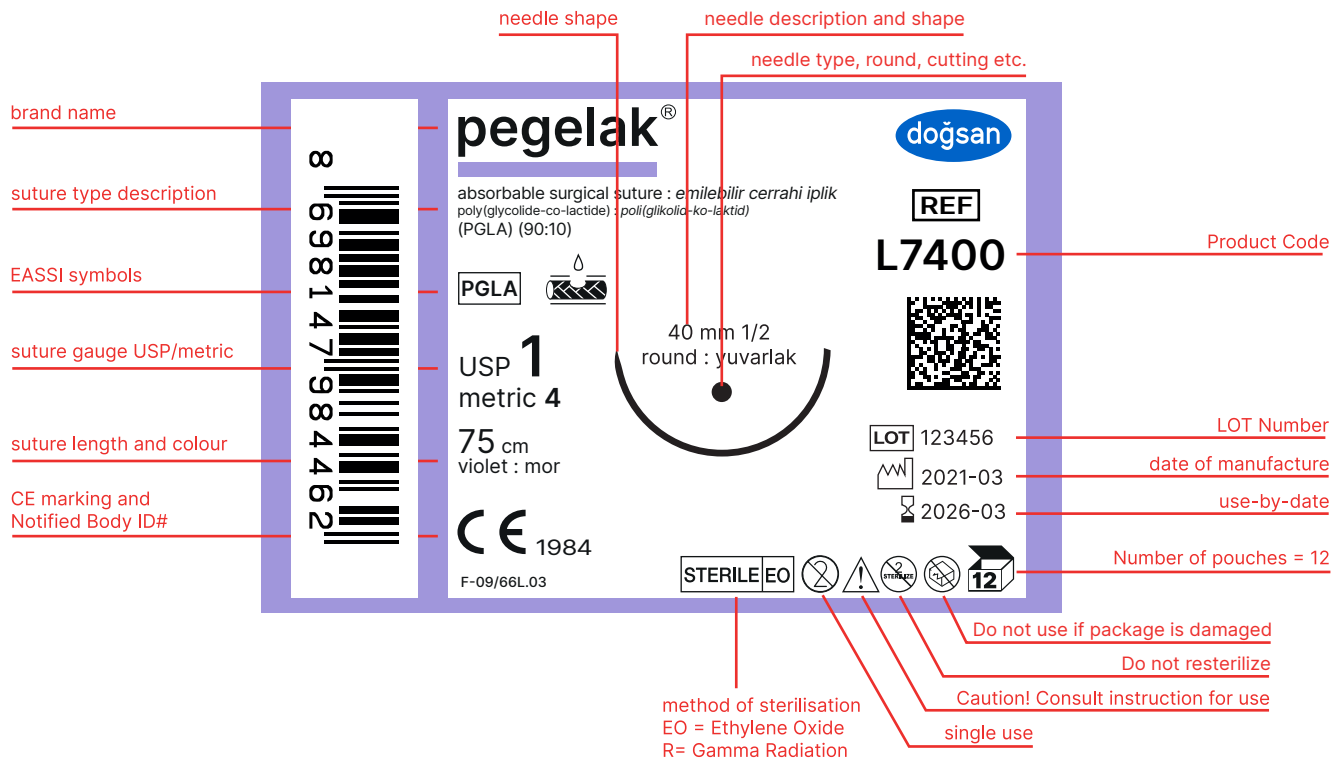 needle shape
needle description and shape
needle type, round, cutting etc.
brand name
suture type description
EASSI symbols
suture gauge USP/metric
suture length and colour
CE marking and
Notified Body ID#
8 698147 984462
pegelak®
absorbable surgical suture : emilebilir cerrahi iplik
poly(glycolide-co-lactide) : poli(glikolid-ko-laktid)
(PGLA) (90:10)
PGLA
USP 1
metric 4
75 cm
violet : mor
CE 1984
F-09/66L.03
40 mm 1/2
round : yuvarlak
doğsan
REF
L7400
LOT 123456
2021-03
2026-03
STERILE EO
2
2
STERILIZE
12
Product Code
LOT Number
date of manufacture
use-by-date
Number of pouches = 12
Do not use if package is damaged
Do not resterilize
Caution! Consult instruction for use
single use
method of sterilisation
EO = Ethylene Oxide
R= Gamma Radiation